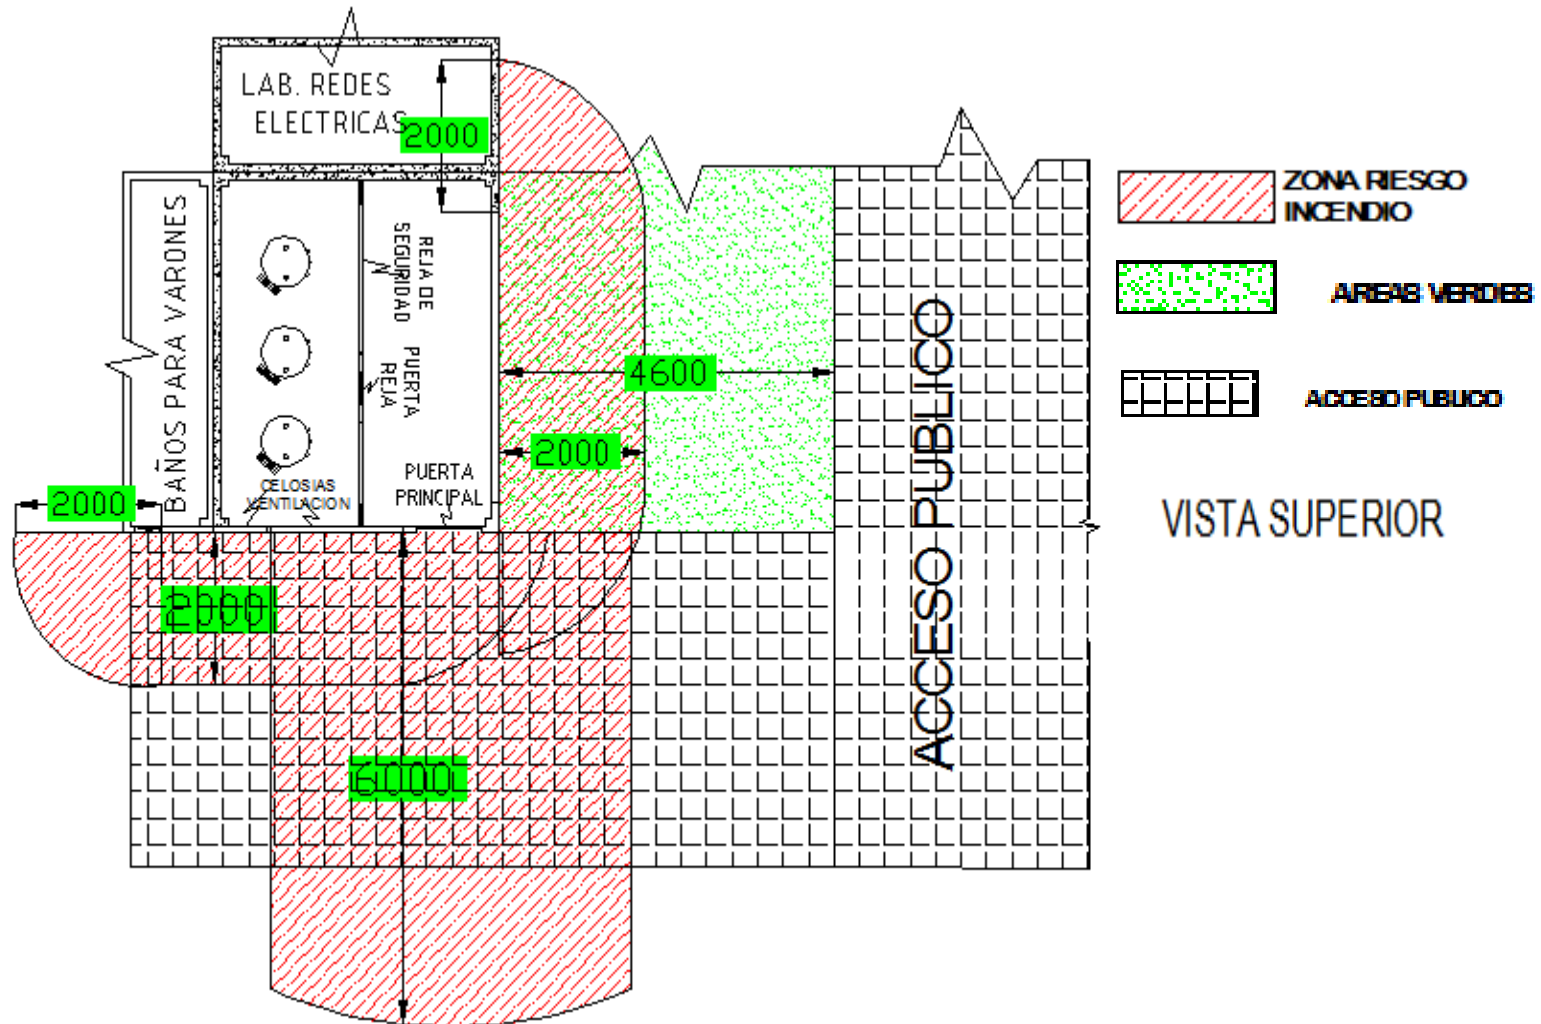 LAB. REDES
ELECTRICAS
2000
BAÑOS PARA VARONES
REJA DE
SEGURIDAD
PUERTA
REJA
PUERTA
PRINCIPAL
CELOSIAS
VENTILACION
2000
2000
6000
2000
4600
ACCESO PUBLICO
ZONA RIESGO
INCENDIO
AREAS VERDES
ACCESO PUBLICO
VISTA SUPERIOR